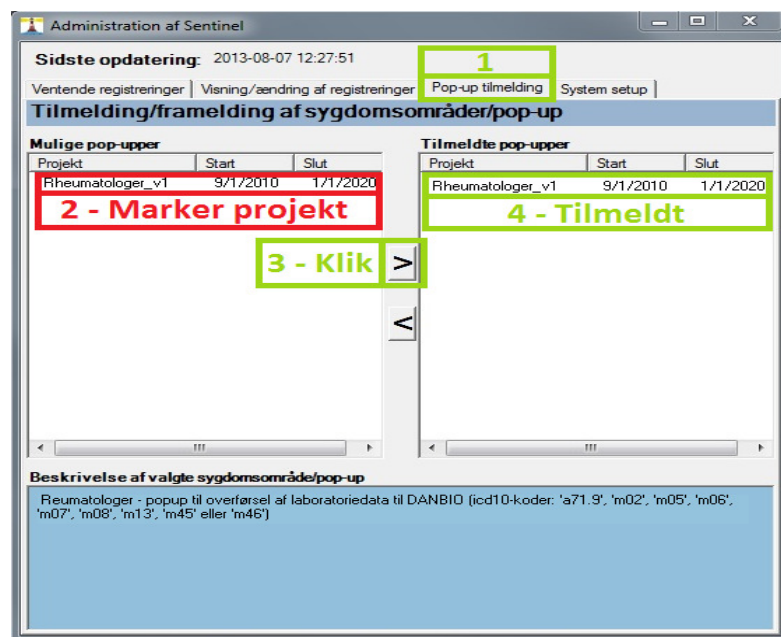 Administration af Sentinel
Sidste opdatering: 2013-08-07 12:27:51
1
Ventende registreringer Visning/ændring af registreringer Pop-up tilmelding System setup
Tilmelding/framelding af sygdomsområder/pop-up
Mulige pop-upper Tilmeldte pop-upper
Projekt Start Slut Projekt Start Slut
Rheumatologer_v1 9/1/2010 1/1/2020 Rheumatologer_v1 9/1/2010 1/1/2020
2 - Marker projekt 4 - Tilmeldt
3 - Klik >
<
Beskrivelse af valgte sygdomsområde/pop-up
Reumatologer - popup til overførsel af laboratoriedata til DANBIO (icd10-koder: 'a71.9', 'm02', 'm05', 'm06',
'm07', 'm08', 'm13', 'm45' eller 'm46')